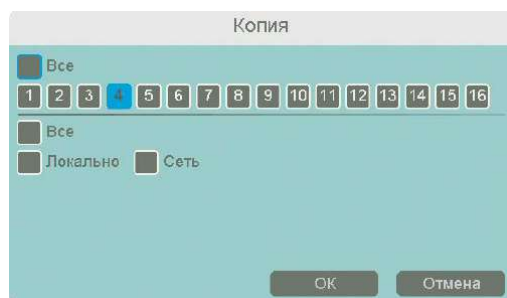 Копия
Все
1 2 3 4 5 6 7 8 9 10 11 12 13 14 15 16
Все
Локально Сеть
ОК Отмена